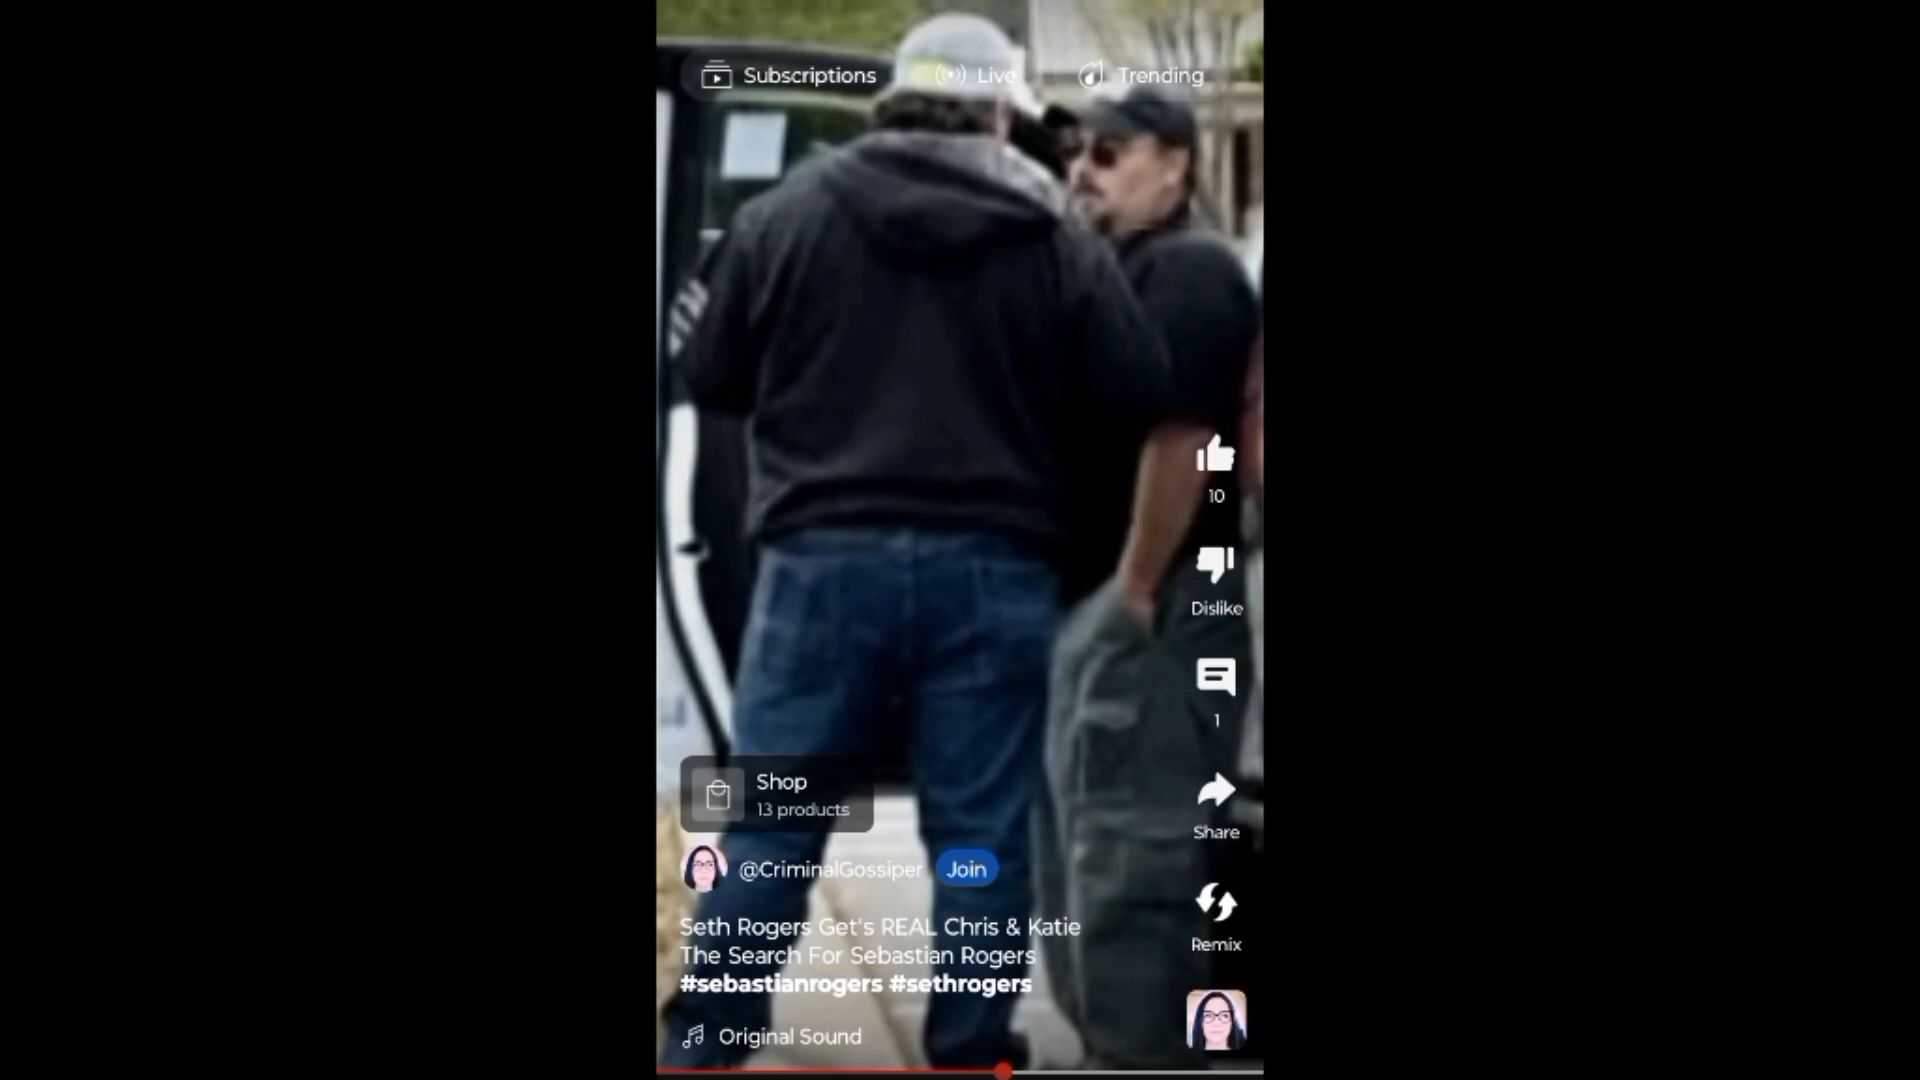 Subscriptions
Live
Trending
10
Dislike
1
Share
Remix
Shop
13 products
@CriminalGossiper
Join
Seth Rogers Get's REAL Chris & Katie
The Search For Sebastian Rogers
#sebastianrogers #sethrogers
Original Sound